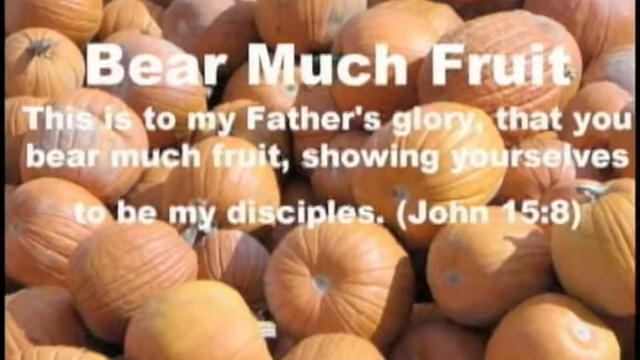 Bear Much Fruit
This is to my Father's glory, that you
bear much fruit, showing yourselves
to be my disciples. (John 15:8)